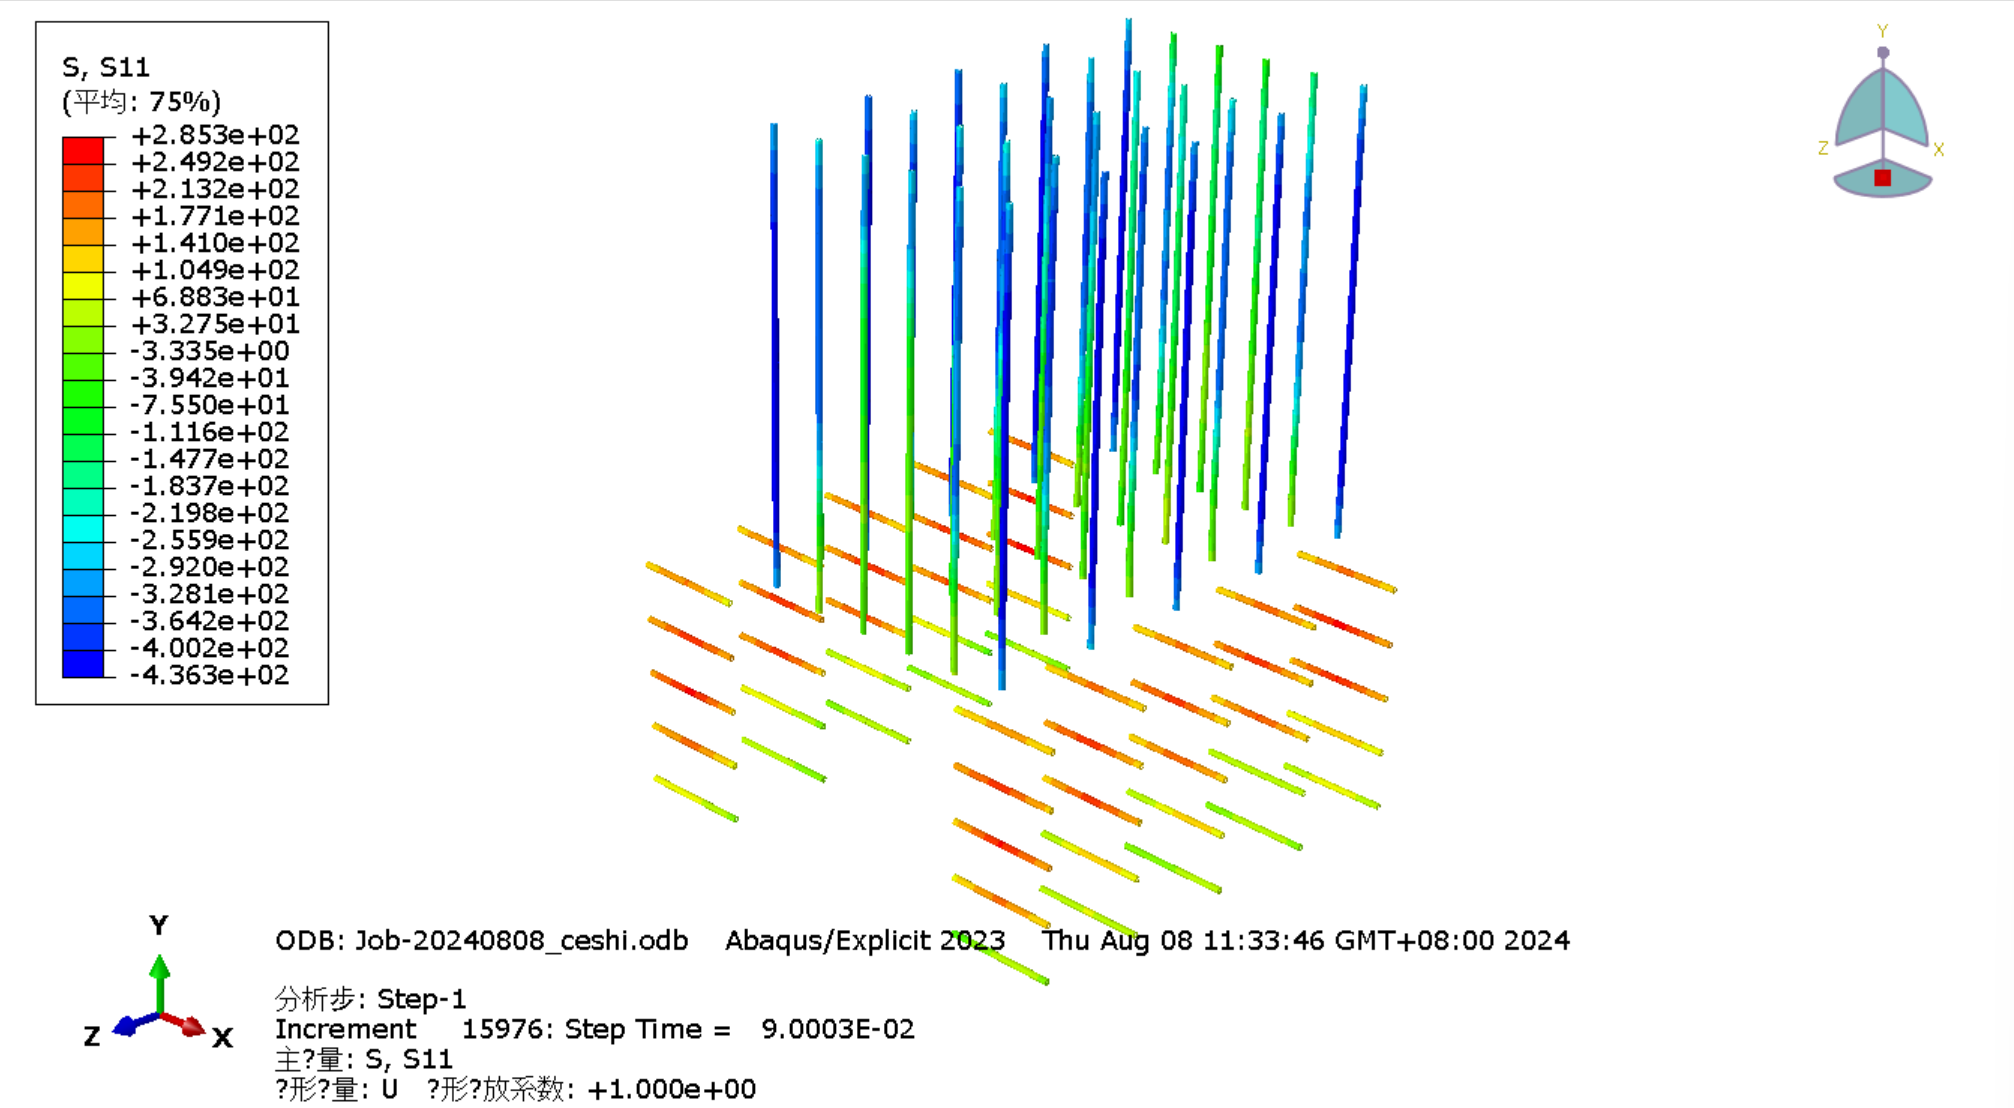 S, S11
(平均: 75%)
+2.853e+02
+2.492e+02
+2.132e+02
+1.771e+02
+1.410e+02
+1.049e+02
+6.883e+01
+3.275e+01
-3.335e+00
-3.942e+01
-7.550e+01
-1.116e+02
-1.477e+02
-1.837e+02
-2.198e+02
-2.559e+02
-2.920e+02
-3.281e+02
-3.642e+02
-4.002e+02
-4.363e+02
Y
Z
X
Y
Z
X
ODB: Job-20240808_ceshi.odb Abaqus/Explicit 2023 Thu Aug 08 11:33:46 GMT+08:00 2024
分析步: Step-1
Increment 15976: Step Time = 9.0003E-02
主?量: S, S11
?形?量: U ?形?放系数: +1.000e+00